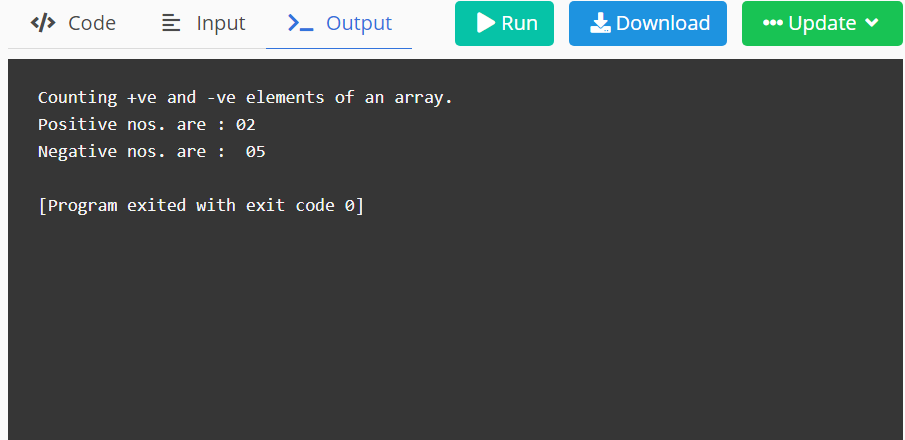 Code Input Output Run Download Update
Counting +ve and -ve elements of an array.
Positive nos. are : 02
Negative nos. are :  05
[Program exited with exit code 0]